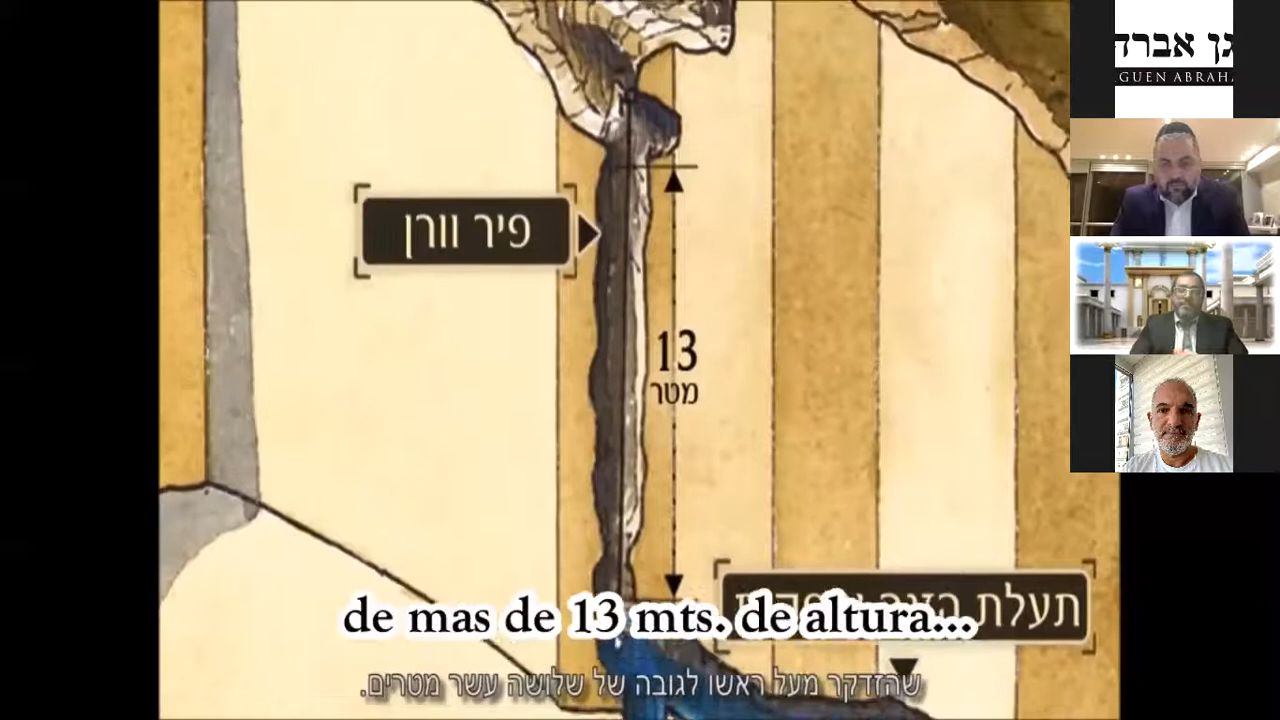 גן אברה
GUEN ABRAHA
פיר וורן
13
מטר
תעלת
de mas de 13 mts. de altura...
שהזדקר מעל ראשו לגובה של שלושה עשר מטרים.